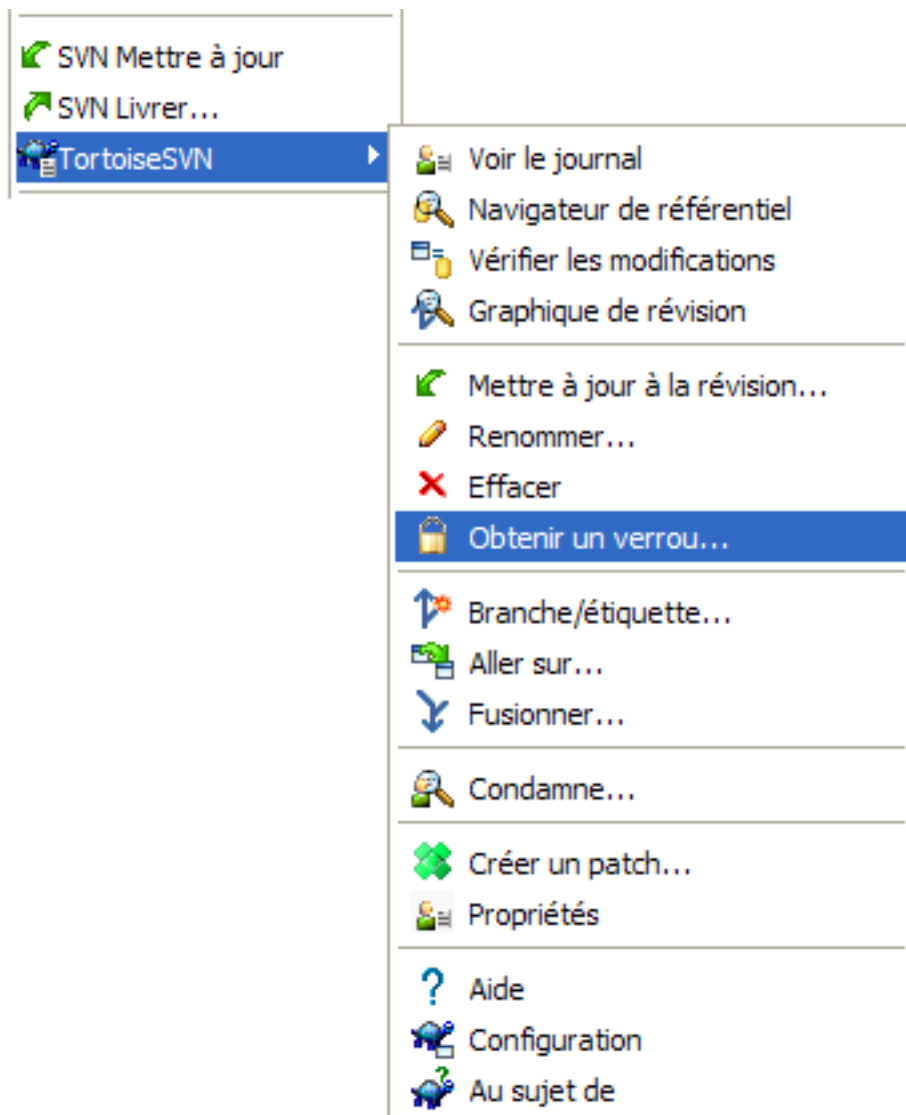 SVN Mettre à jour
SVN Livrer...
TortoiseSVN
Voir le journal
Navigateur de référentiel
Vérifier les modifications
Graphique de révision
Mettre à jour à la révision...
Renommer...
Effacer
Obtenir un verrou...
Branche/étiquette...
Aller sur...
Fusionner...
Condamne...
Créer un patch...
Propriétés
Aide
Configuration
Au sujet de